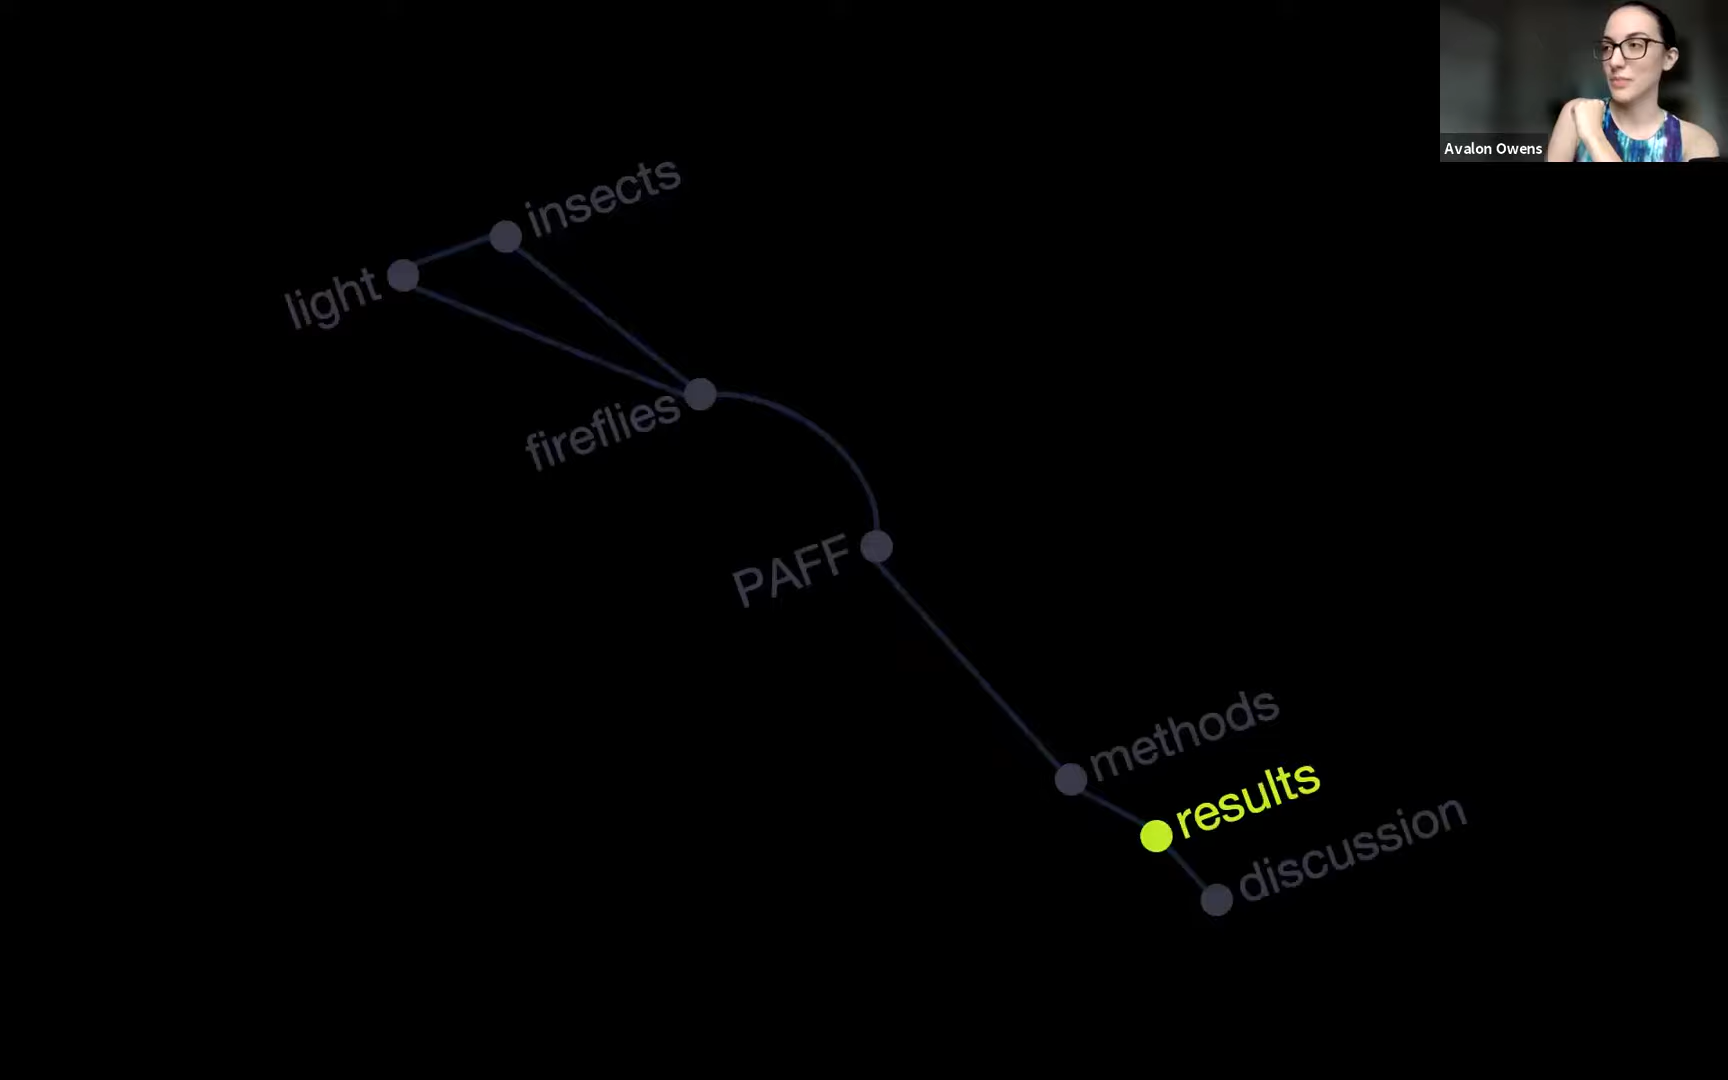 Avalon Owens
insects
light
fireflies
PAFF
methods
results
discussion